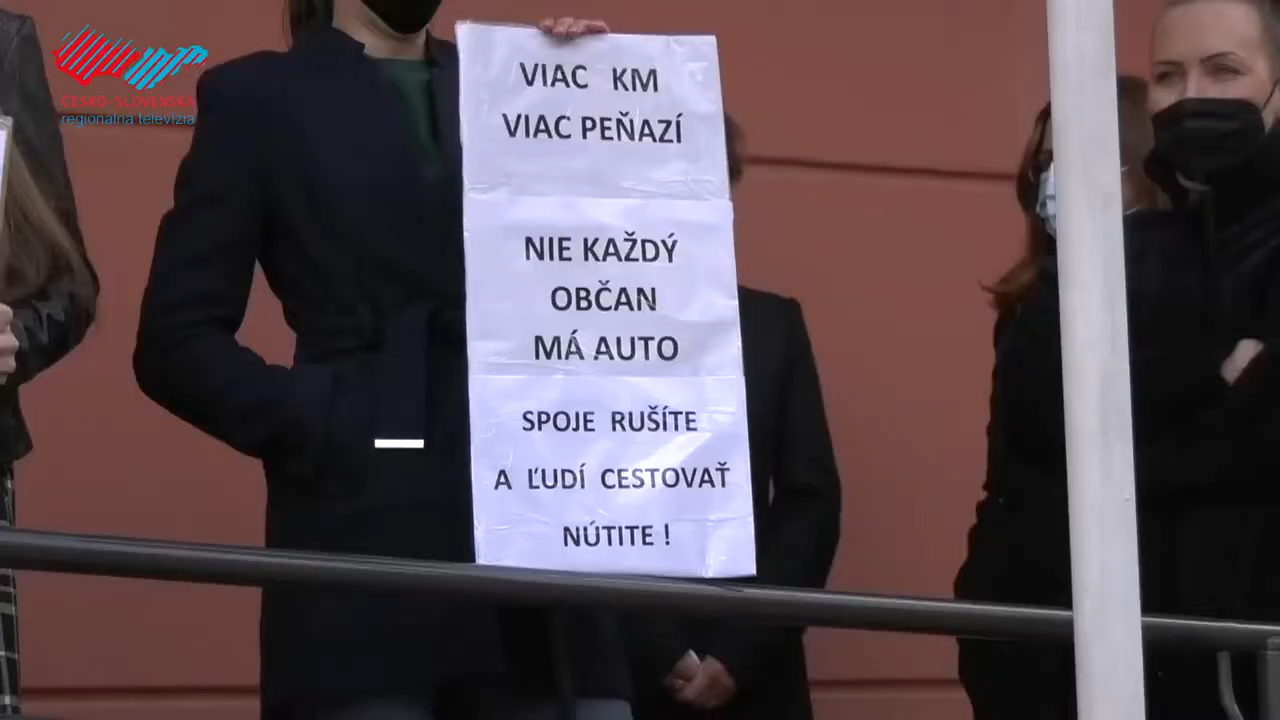 ČESKO-SLOVENSKÁ
regionálna televízia
VIAC KM
VIAC PEŇAZÍ
NIE KAŽDÝ
OBČAN
MÁ AUTO
SPOJE RUŠÍTE
A ĽUDÍ CESTOVAŤ
NÚTITE !